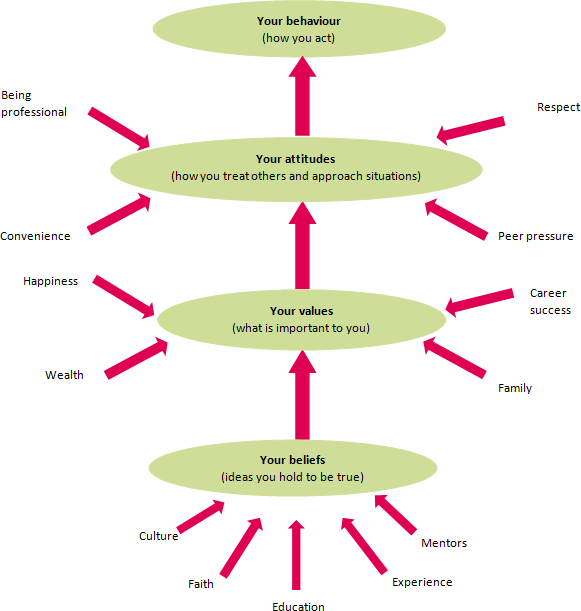 Your behaviour
(how you act)
Being
professional
Respect
Your attitudes
(how you treat others and approach situations)
Convenience
Peer pressure
Happiness
Career
success
Your values
(what is important to you)
Wealth
Family
Your beliefs
(ideas you hold to be true)
Culture
Mentors
Faith
Experience
Education